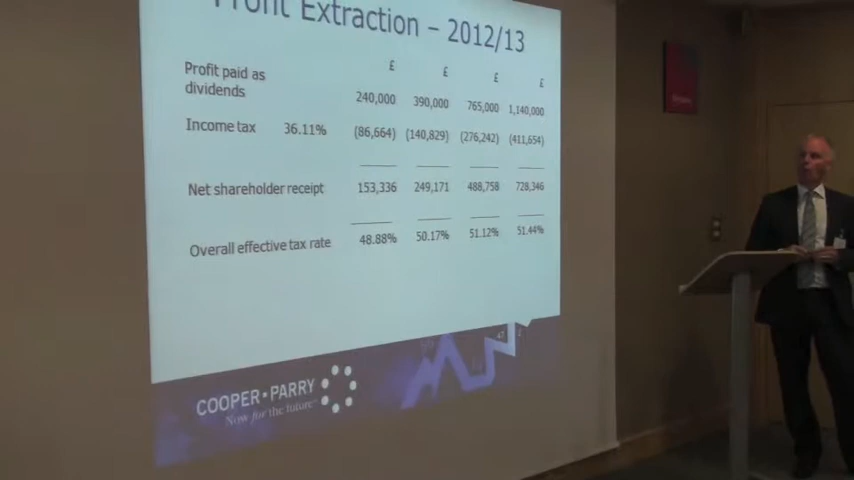 Profit Extraction – 2012/13
£ £ £ £
Profit paid as
dividends 240,000 390,000 765,000 1,140,000
Income tax 36.11% (86,664) (140,829) (276,242) (411,654)
Net shareholder receipt 153,336 249,171 488,758 728,346
Overall effective tax rate 48.88% 50.17% 51.12% 51.44%
COOPER•PARRY
Now for the future